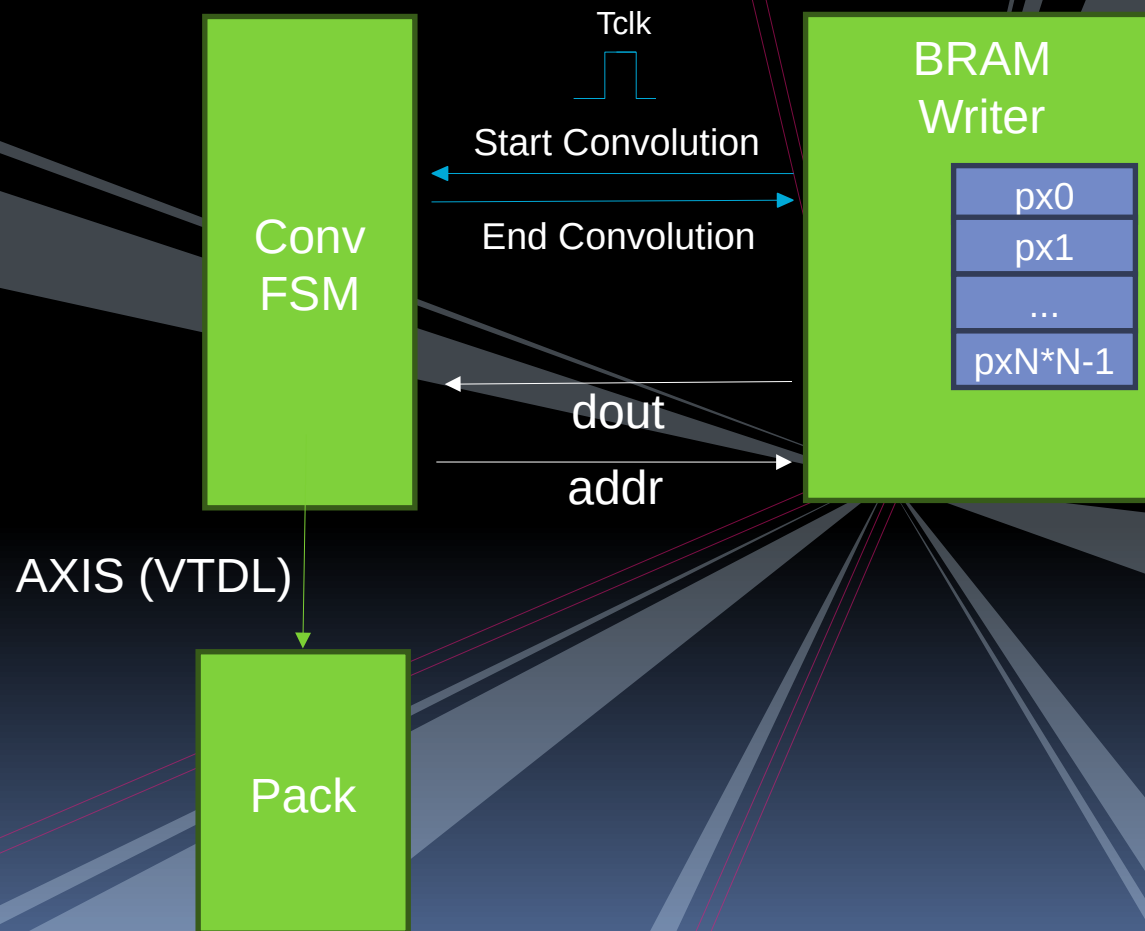 Tclk
BRAM
Writer
Start Convolution
px0
px1
...
pxN*N-1
End Convolution
Conv
FSM
dout
addr
AXIS (VTDL)
Pack